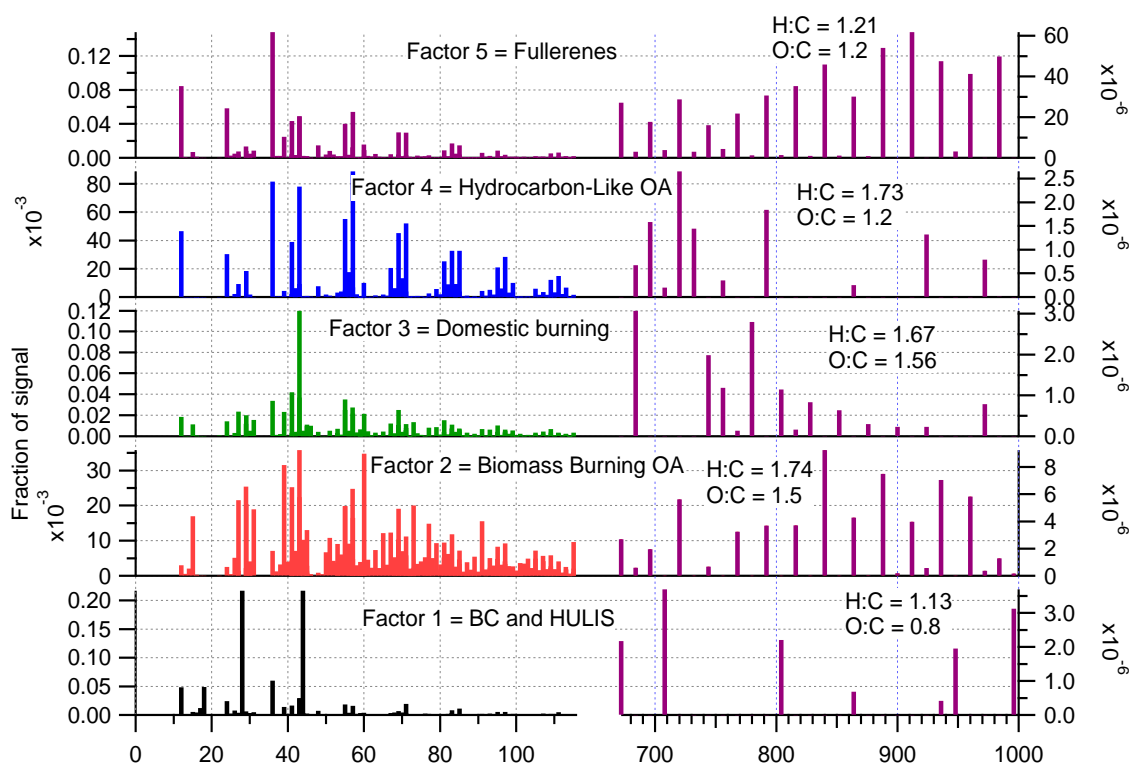 Factor 5 = Fullerenes
H:C = 1.21
O:C = 1.2
0.12
0.08
0.04
0.00
60
40
20
0
x10⁻⁶
Factor 4 = Hydrocarbon-Like OA
H:C = 1.73
O:C = 1.2
80
60
40
20
0
x10⁻³
2.5
2.0
1.5
1.0
0.5
0.0
x10⁻⁶
Factor 3 = Domestic burning
H:C = 1.67
O:C = 1.56
0.12
0.10
0.08
0.06
0.04
0.02
0.00
3.0
2.0
1.0
0.0
x10⁻⁶
Fraction of signal
Factor 2 = Biomass Burning OA
H:C = 1.74
O:C = 1.5
30
20
10
0
x10⁻³
8
6
4
2
0
x10⁻⁶
Factor 1 = BC and HULIS
H:C = 1.13
O:C = 0.8
0.20
0.15
0.10
0.05
0.00
3.0
2.0
1.0
0.0
x10⁻⁶
0 20 40 60 80 100 700 800 900 1000